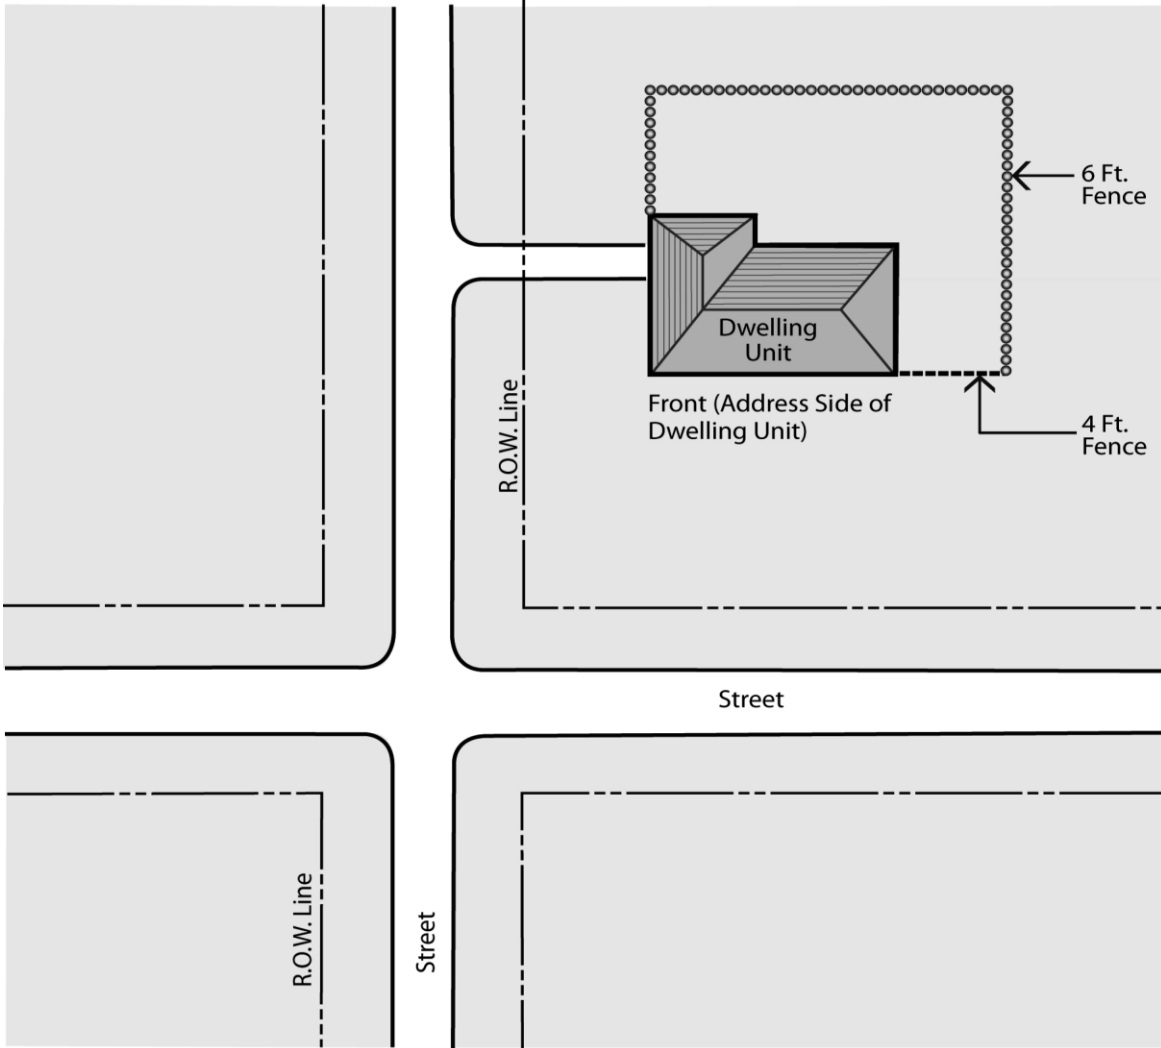 6 Ft.
Fence
Dwelling
Unit
Front (Address Side of
Dwelling Unit)
4 Ft.
Fence
R.O.W. Line
Street
R.O.W. Line
Street